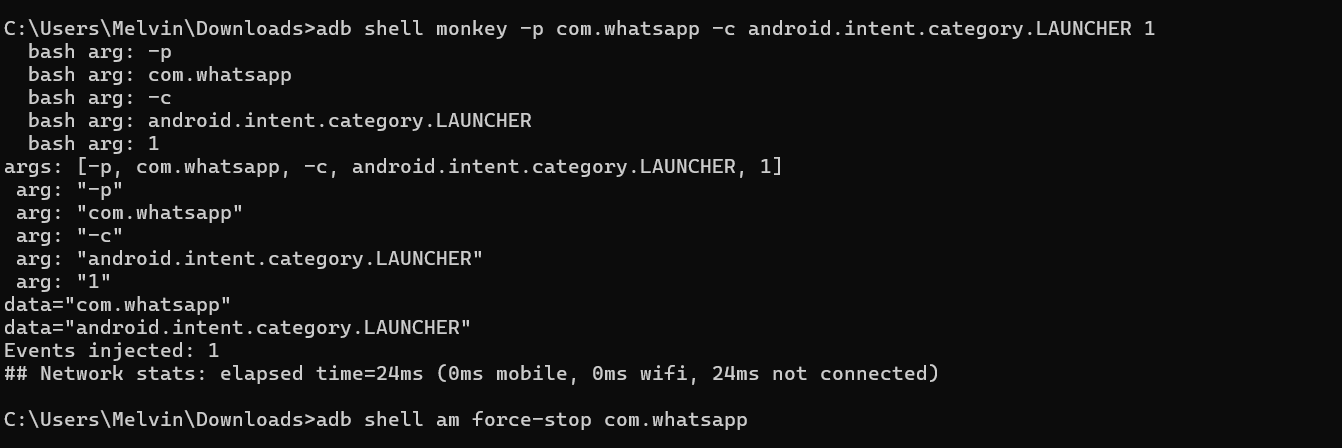 C:\Users\Melvin\Downloads>adb shell monkey -p com.whatsapp -c android.intent.category.LAUNCHER 1
  bash arg: -p
  bash arg: com.whatsapp
  bash arg: -c
  bash arg: android.intent.category.LAUNCHER
  bash arg: 1
args: [-p, com.whatsapp, -c, android.intent.category.LAUNCHER, 1]
 arg: "-p"
 arg: "com.whatsapp"
 arg: "-c"
 arg: "android.intent.category.LAUNCHER"
 arg: "1"
data="com.whatsapp"
data="android.intent.category.LAUNCHER"
Events injected: 1
## Network stats: elapsed time=24ms (0ms mobile, 0ms wifi, 24ms not connected)
C:\Users\Melvin\Downloads>adb shell am force-stop com.whatsapp